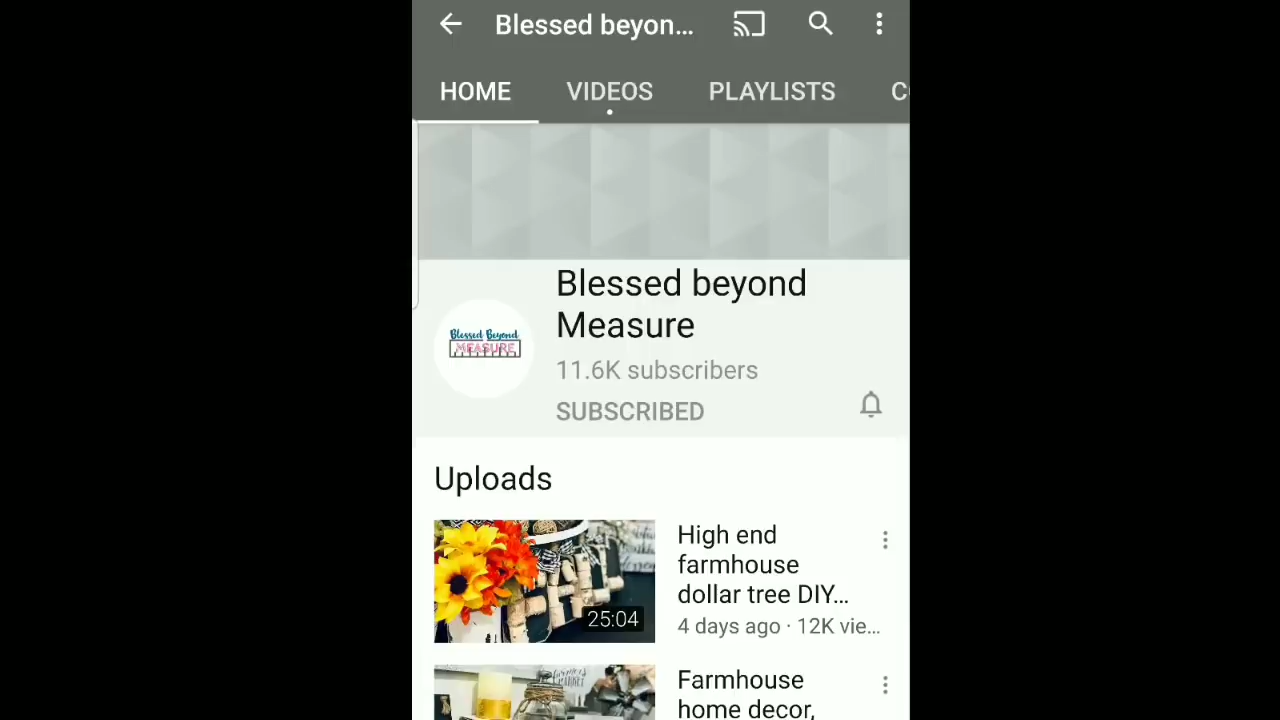 Blessed beyon...
HOME VIDEOS PLAYLISTS C
Blessed Beyond
MEASURE
Blessed beyond
Measure
11.6K subscribers
SUBSCRIBED
Uploads
25:04
High end
farmhouse
dollar tree DIY...
4 days ago · 12K vie...
Farmhouse
home decor,